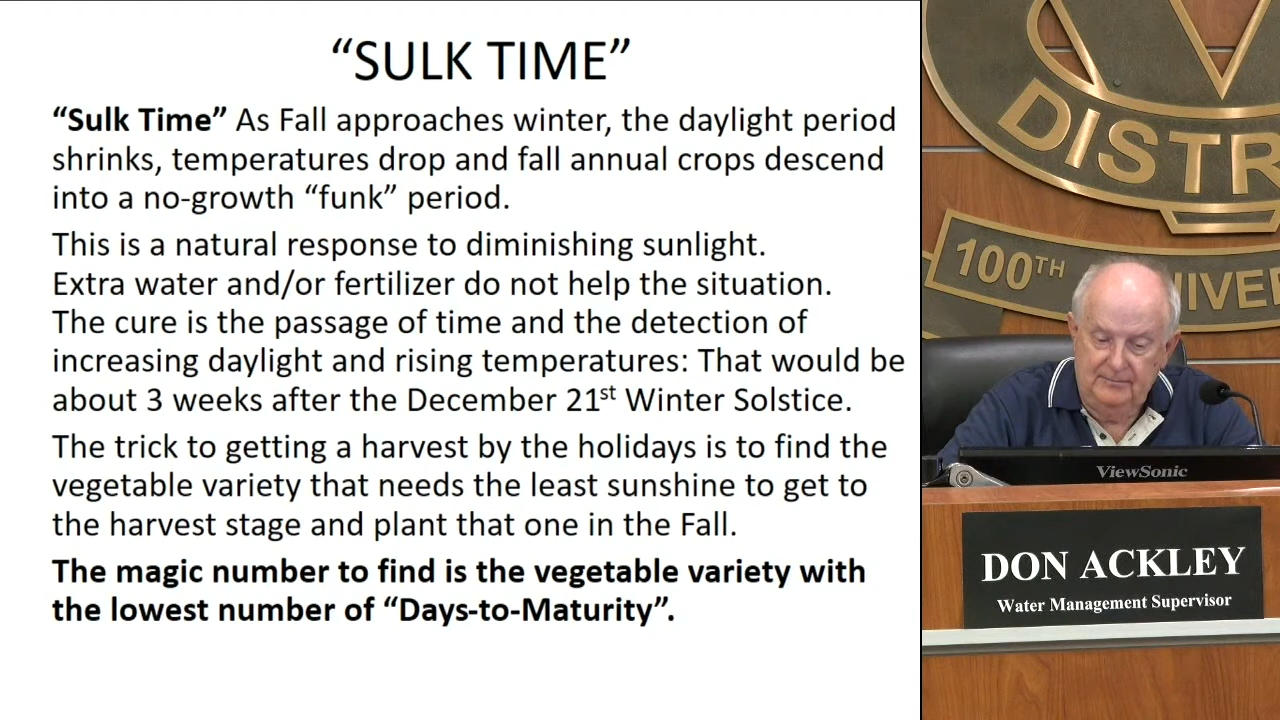 “SULK TIME”
“Sulk Time” As Fall approaches winter, the daylight period
shrinks, temperatures drop and fall annual crops descend
into a no-growth “funk” period.
This is a natural response to diminishing sunlight.
Extra water and/or fertilizer do not help the situation.
The cure is the passage of time and the detection of
increasing daylight and rising temperatures: That would be
about 3 weeks after the December 21st Winter Solstice.
The trick to getting a harvest by the holidays is to find the
vegetable variety that needs the least sunshine to get to
the harvest stage and plant that one in the Fall.
The magic number to find is the vegetable variety with
the lowest number of “Days-to-Maturity”.
DISTR
100TH
NIVER
ViewSonic
DON ACKLEY
Water Management Supervisor